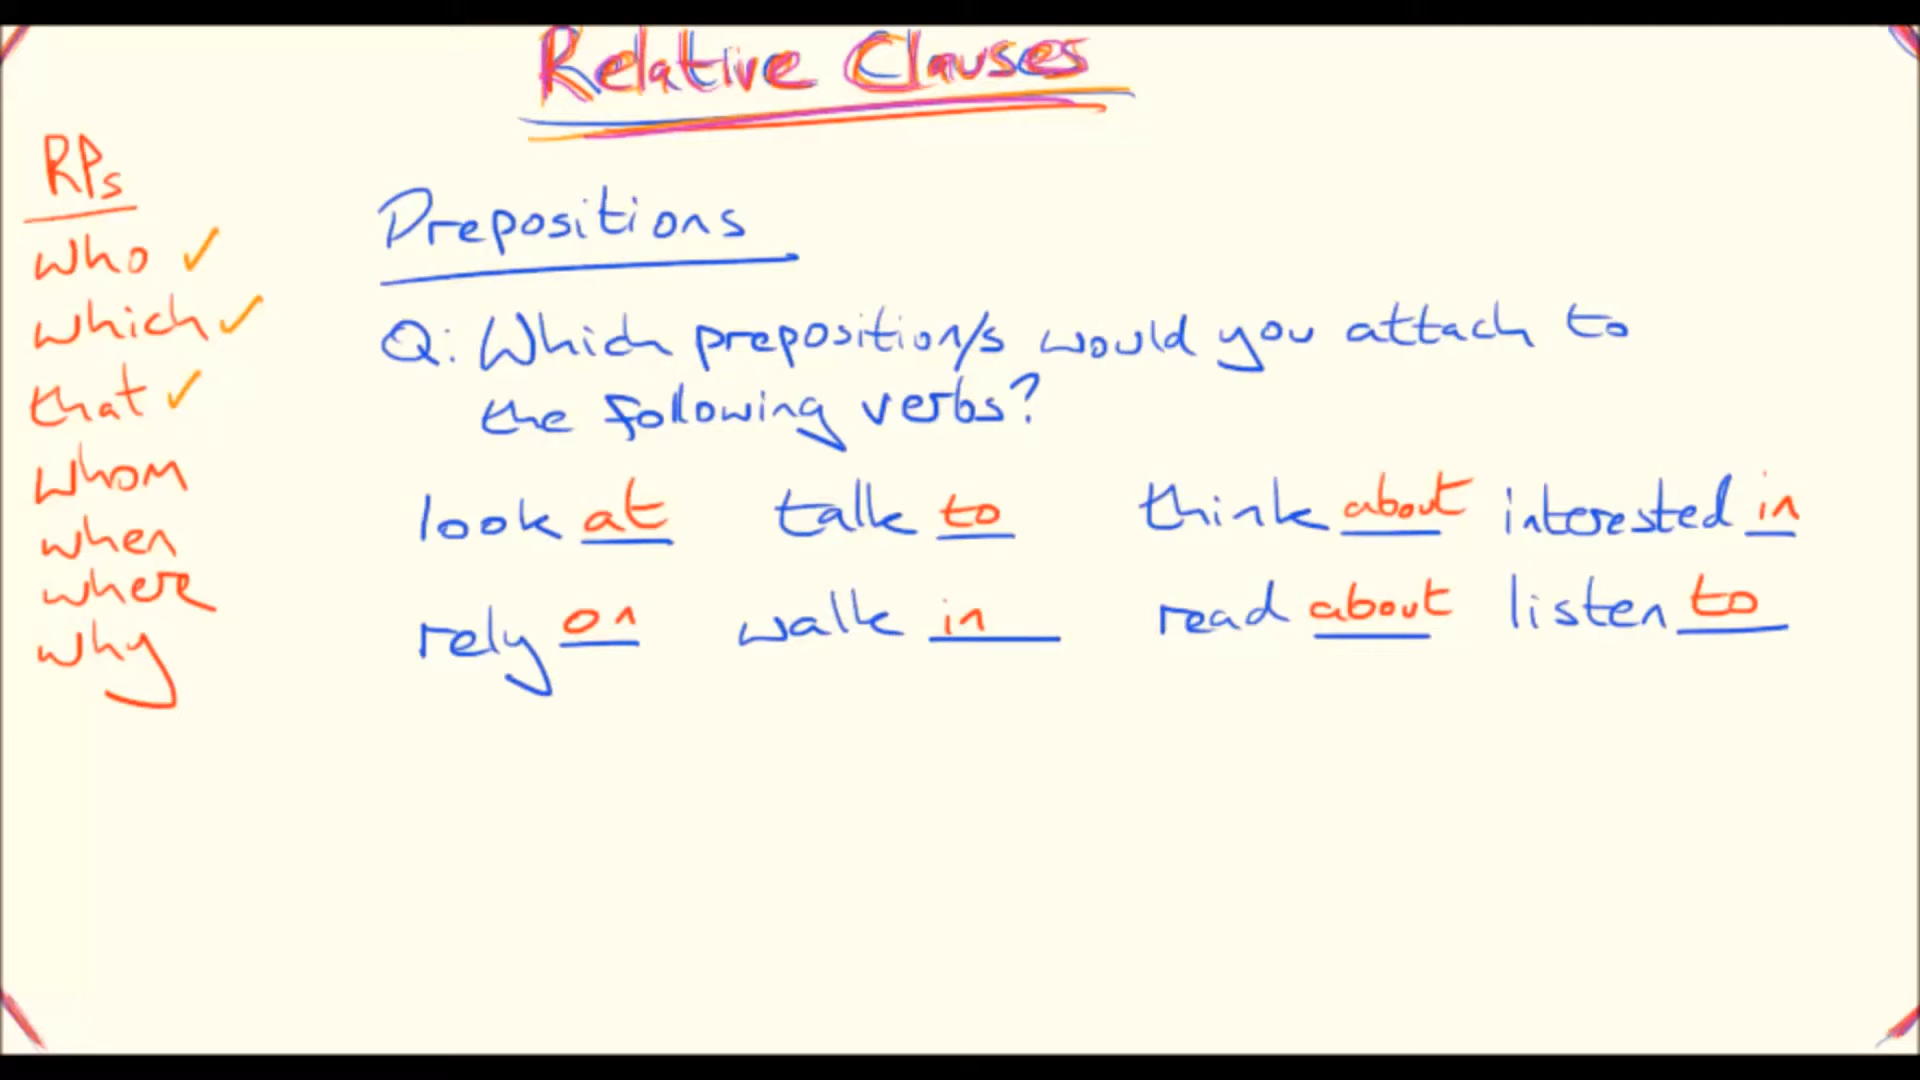 Relative Clauses
RPs
who ✓
which ✓
that ✓
whom
when
where
why
Prepositions
Q: Which preposition/s would you attach to
the following verbs?
look at talk to think about interested in
rely on walk in read about listen to